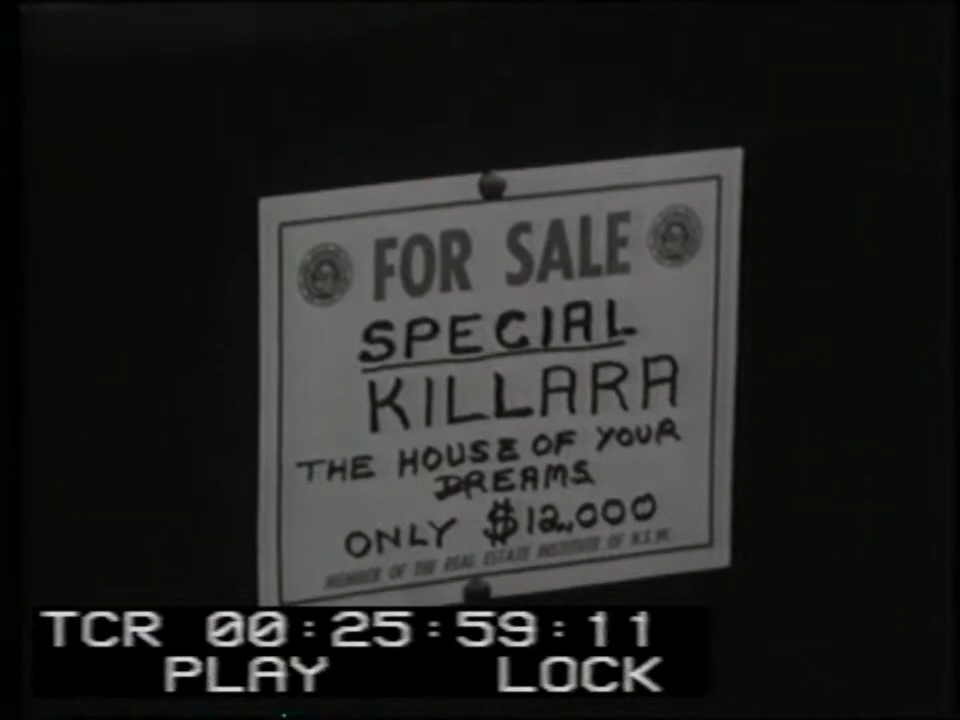 FOR SALE
SPECIAL
KILLARA
THE HOUSE OF YOUR
DREAMS
ONLY $12,000
MEMBER OF THE REAL ESTATE INSTITUTE OF N.S.W.
TCR 00:25:59:11
PLAY LOCK